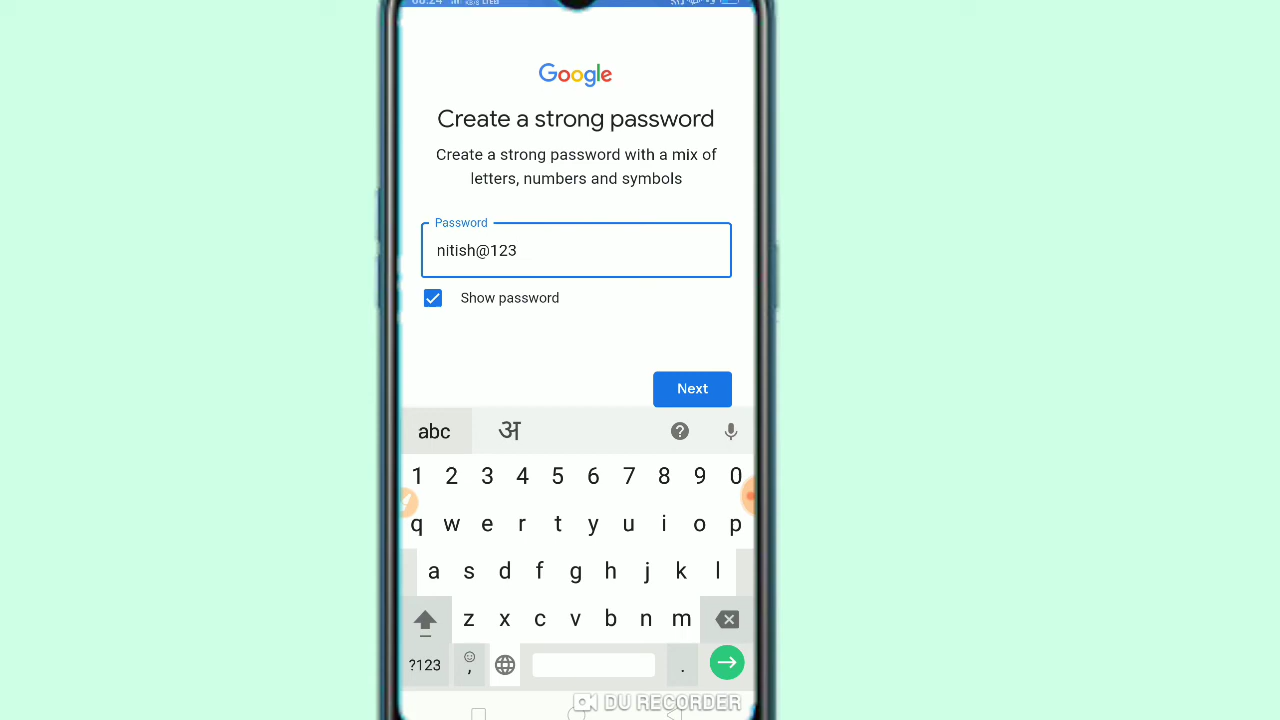 Google
Create a strong password
Create a strong password with a mix of
letters, numbers and symbols
Password
nitish@123
Show password
Next
abc अ
1 2 3 4 5 6 7 8 9 0
q w e r t y u i o p
a s d f g h j k l
z x c v b n m
?123 , .
DU RECORDER